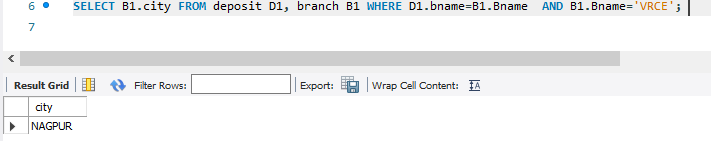 6 SELECT B1.city FROM deposit D1, branch B1 WHERE D1.bname=B1.Bname  AND B1.Bname='VRCE';
7
Result Grid Filter Rows: Export: Wrap Cell Content: IA
city
NAGPUR